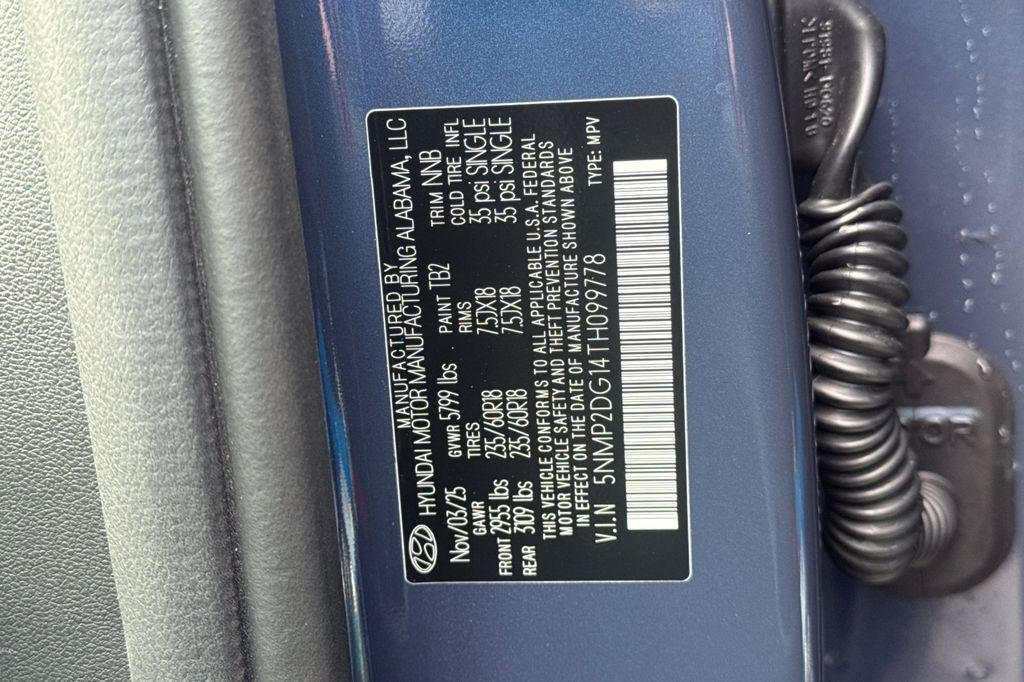 MANUFACTURED BY
HYUNDAI MOTOR MANUFACTURING ALABAMA, LLC
Nov/03/25 GVWR 5799 lbs PAINT TB2 TRIM NNB
GAWR TIRES RIMS COLD TIRE INFL
FRONT 2955 lbs 235/60R18 7.5JX18 35 psi SINGLE
REAR 3109 lbs 235/60R18 7.5JX18 35 psi SINGLE
THIS VEHICLE CONFORMS TO ALL APPLICABLE U.S.A. FEDERAL
MOTOR VEHICLE SAFETY AND THEFT PREVENTION STANDARDS
IN EFFECT ON THE DATE OF MANUFACTURE SHOWN ABOVE
V.I.N 5NMP2DG14TH099778 TYPE: MPV